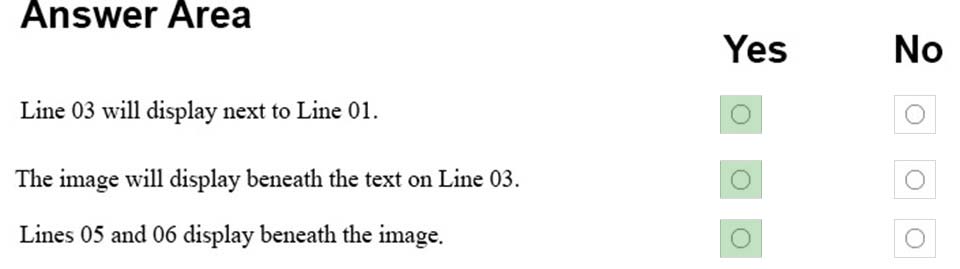 Answer Area
Yes No
Line 03 will display next to Line 01.
The image will display beneath the text on Line 03.
Lines 05 and 06 display beneath the image.